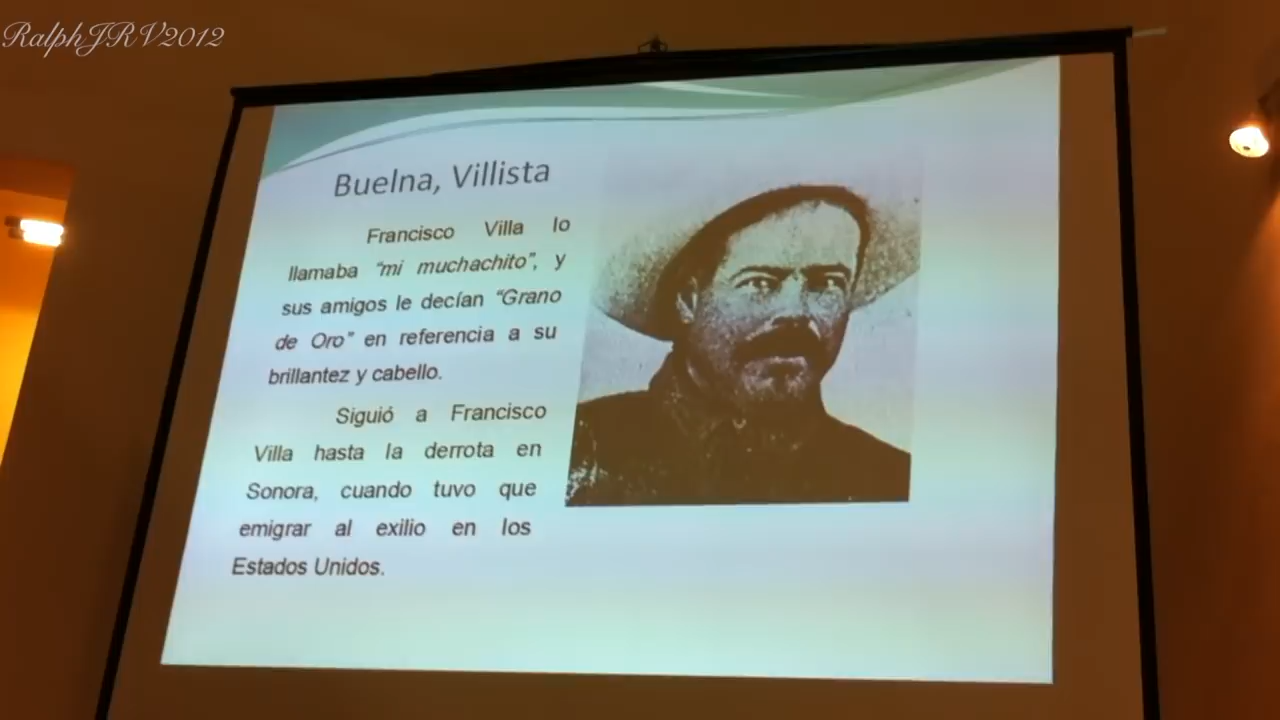 RalphJRV2012
Buelna, Villista
Francisco Villa lo
llamaba “mi muchachito”, y
sus amigos le decían “Grano
de Oro” en referencia a su
brillantez y cabello.
Siguió a Francisco
Villa hasta la derrota en
Sonora, cuando tuvo que
emigrar al exilio en los
Estados Unidos.